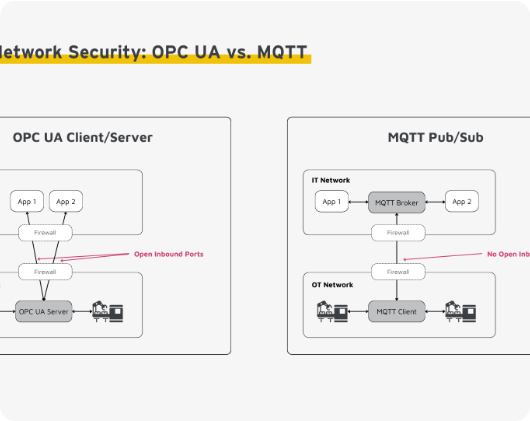 Network Security: OPC UA vs. MQTT
OPC UA Client/Server
App 1
App 2
Firewall
Open Inbound Ports
Firewall
OPC UA Server
MQTT Pub/Sub
IT Network
App 1
MQTT Broker
App 2
Firewall
No Open Inb
Firewall
OT Network
MQTT Client